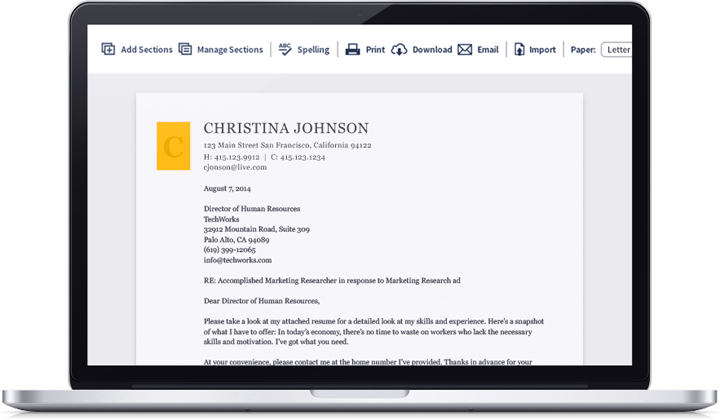 Add Sections Manage Sections ABC Spelling Print Download Email Import Paper: Letter
C
CHRISTINA JOHNSON
123 Main Street San Francisco, California 94122
H: 415.123.9912 | C: 415.123.1234
cjonson@live.com
August 7, 2014
Director of Human Resources
TechWorks
32912 Mountain Road, Suite 309
Palo Alto, CA 94089
(619) 399-12065
info@techworks.com
RE: Accomplished Marketing Researcher in response to Marketing Research ad
Dear Director of Human Resources,
Please take a look at my attached resume for a detailed look at my skills and experience. Here's a snapshot
of what I have to offer: In today's economy, there's no time to waste on workers who lack the necessary
skills and motivation. I've got what you need.
At your convenience, please contact me at the home number I've provided. Thanks in advance for your